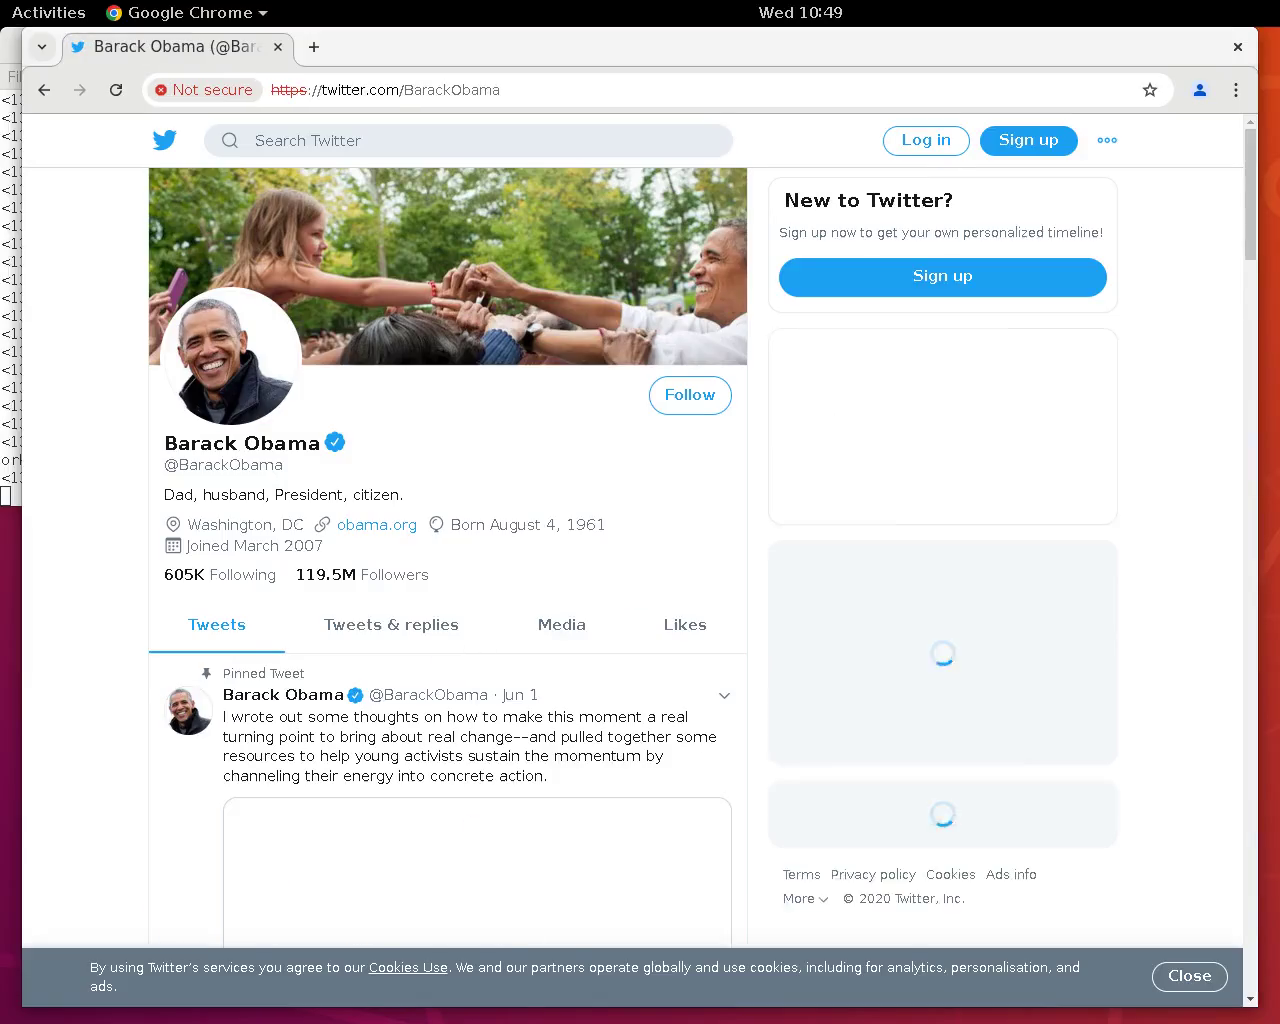 Activities
Google Chrome
Wed 10:49
Barack Obama (@Bar
Not secure
https://twitter.com/BarackObama
Search Twitter
Log in
Sign up
New to Twitter?
Sign up now to get your own personalized timeline!
Sign up
Follow
Barack Obama
@BarackObama
Dad, husband, President, citizen.
Washington, DC obama.org Born August 4, 1961
Joined March 2007
605K Following 119.5M Followers
Tweets Tweets & replies Media Likes
Pinned Tweet
Barack Obama @BarackObama · Jun 1
I wrote out some thoughts on how to make this moment a real
turning point to bring about real change––and pulled together some
resources to help young activists sustain the momentum by
channeling their energy into concrete action.
Terms Privacy policy Cookies Ads info
More © 2020 Twitter, Inc.
By using Twitter's services you agree to our Cookies Use. We and our partners operate globally and use cookies, including for analytics, personalisation, and
ads.
Close